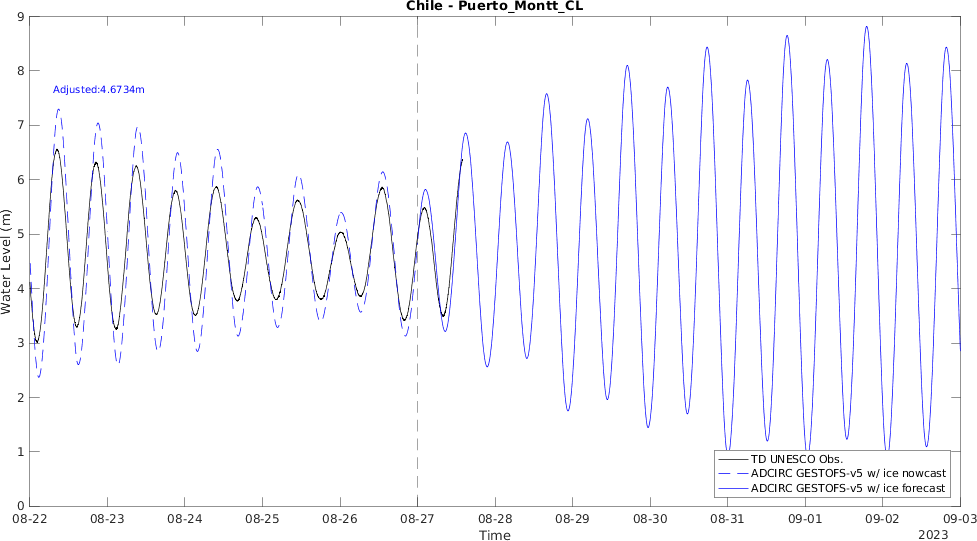 Chile - Puerto_Montt_CL
9
8
Adjusted:4.6734m
7
6
5
4
3
2
1
0
Water Level (m)
TD UNESCO Obs.
ADCIRC GESTOFS-v5 w/ ice nowcast
ADCIRC GESTOFS-v5 w/ ice forecast
08-22 08-23 08-24 08-25 08-26 08-27 08-28 08-29 08-30 08-31 09-01 09-02 09-03
Time
2023